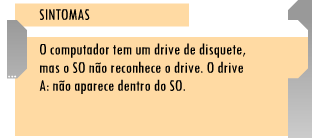 SINTOMAS
O computador tem um drive de disquete,
mas o SO não reconhece o drive. O drive
A: não aparece dentro do SO.